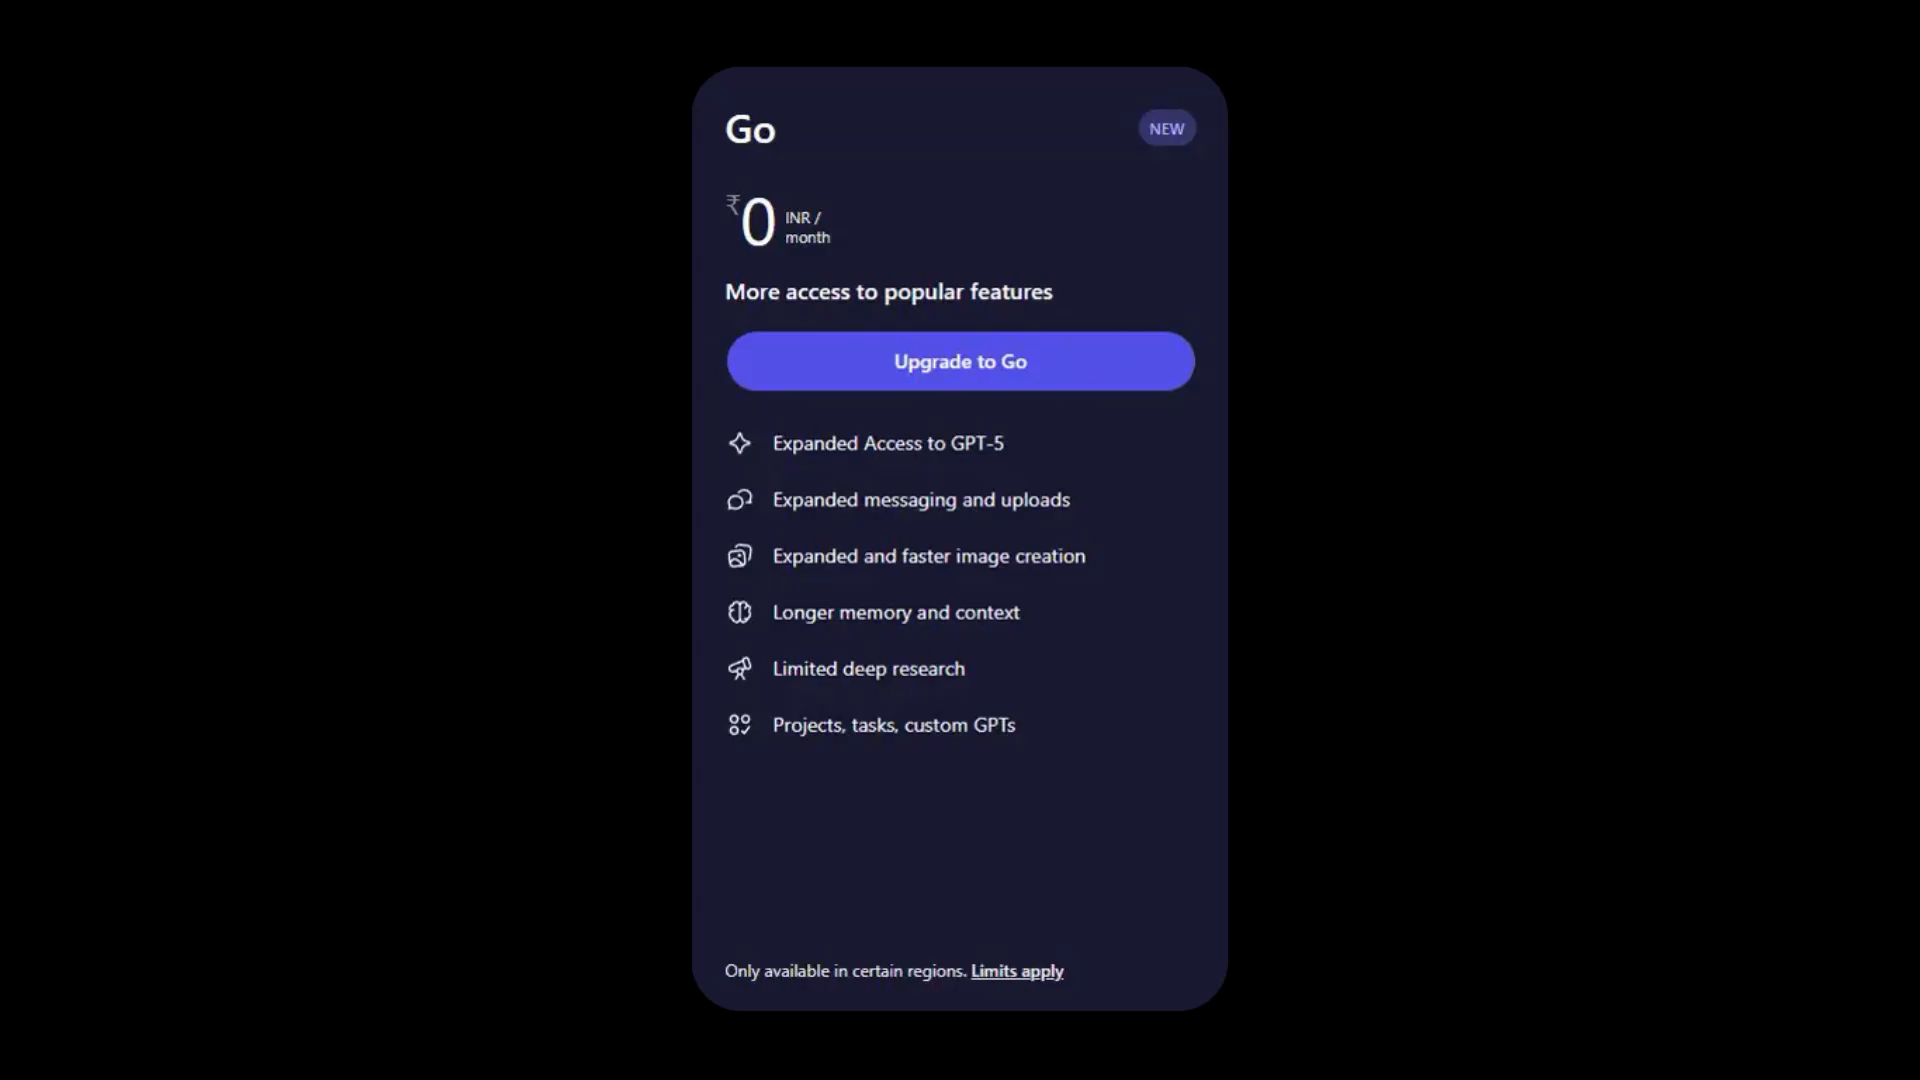 Go
NEW
₹0 INR /
month
More access to popular features
Upgrade to Go
Expanded Access to GPT-5
Expanded messaging and uploads
Expanded and faster image creation
Longer memory and context
Limited deep research
Projects, tasks, custom GPTs
Only available in certain regions. Limits apply